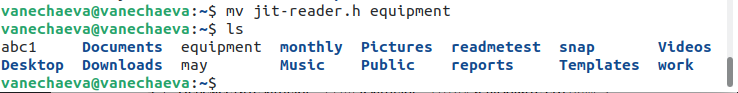 vanechaeva@vanechaeva:~$ mv jit-reader.h equipment
vanechaeva@vanechaeva:~$ ls
abc1 Documents equipment monthly Pictures readmetest snap Videos
Desktop Downloads may Music Public reports Templates work
vanechaeva@vanechaeva:~$